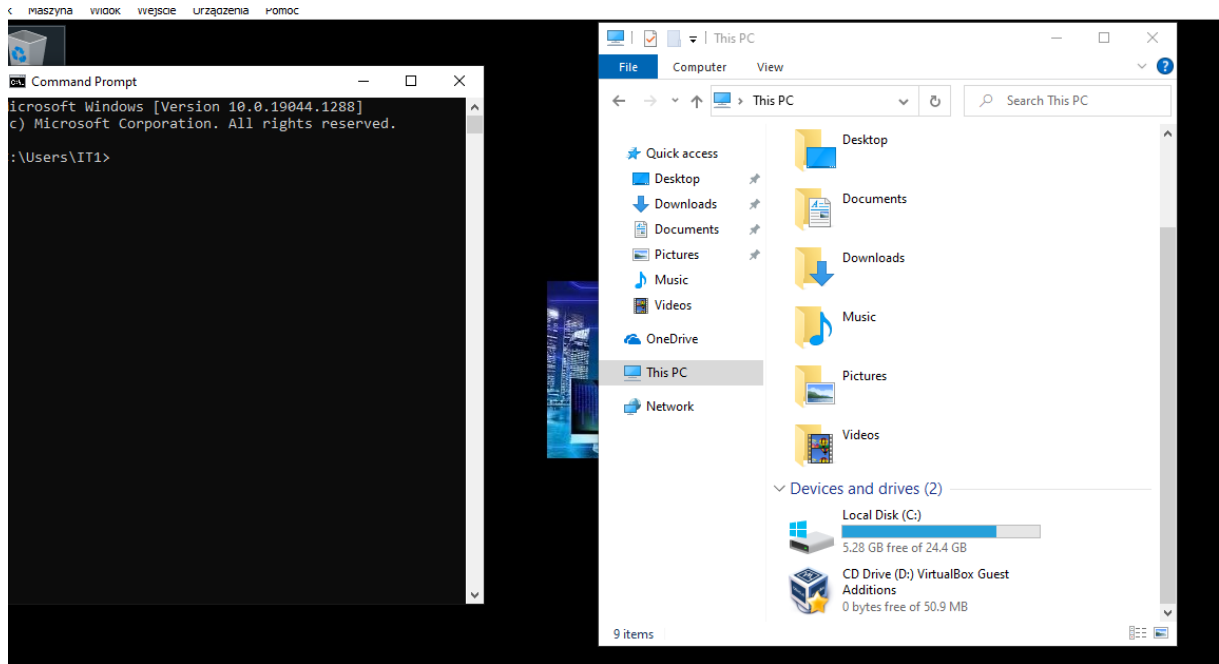 Maszyna Widok Wejście Urządzenia Pomoc
Command Prompt
icrosoft Windows [Version 10.0.19044.1288]
c) Microsoft Corporation. All rights reserved.
:\Users\IT1>
This PC
File Computer View
This PC
Search This PC
Quick access
Desktop
Downloads
Documents
Pictures
Music
Videos
OneDrive
This PC
Network
Desktop
Documents
Downloads
Music
Pictures
Videos
Devices and drives (2)
Local Disk (C:)
5.28 GB free of 24.4 GB
CD Drive (D:) VirtualBox Guest
Additions
0 bytes free of 50.9 MB
9 items